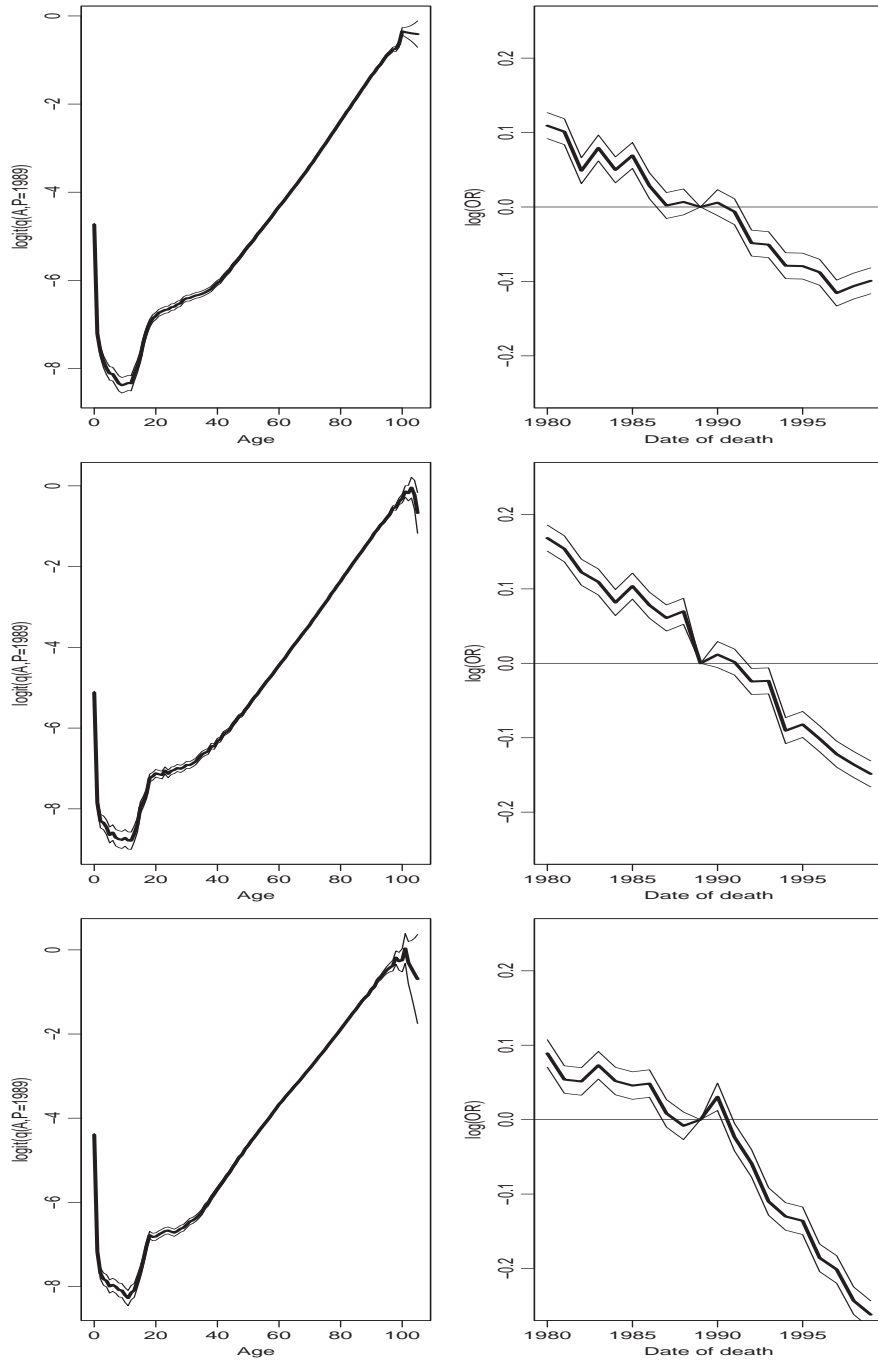 0
-2
-4
-6
-8
logit(q(A,P=1989)
0 20 40 60 80 100
Age
0.2
0.1
0.0
-0.1
-0.2
log(OR)
1980 1985 1990 1995
Date of death
0
-2
-4
-6
-8
logit(q(A,P=1989)
0 20 40 60 80 100
Age
0.2
0.1
0.0
-0.1
-0.2
log(OR)
1980 1985 1990 1995
Date of death
0
-2
-4
-6
-8
logit(q(A,P=1989)
0 20 40 60 80 100
Age
0.2
0.1
0.0
-0.1
-0.2
log(OR)
1980 1985 1990 1995
Date of death